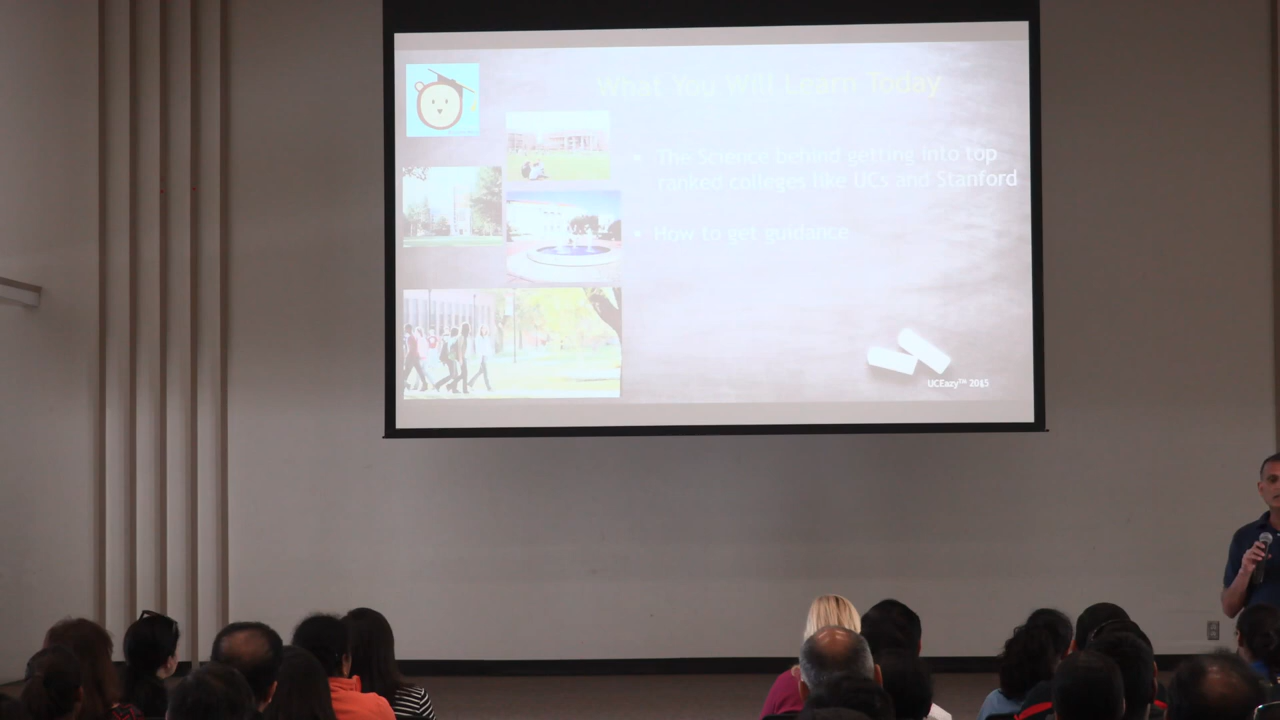 What You Will Learn Today
• The Science behind getting into top
ranked colleges like UCs and Stanford
• How to get guidance
UCEazy™ 2015